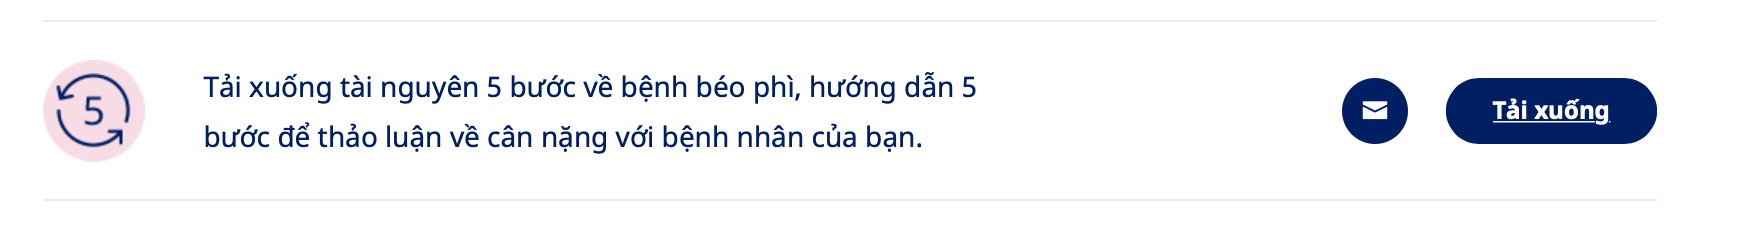 5
Tải xuống tài nguyên 5 bước về bệnh béo phì, hướng dẫn 5
bước để thảo luận về cân nặng với bệnh nhân của bạn.
Tải xuống